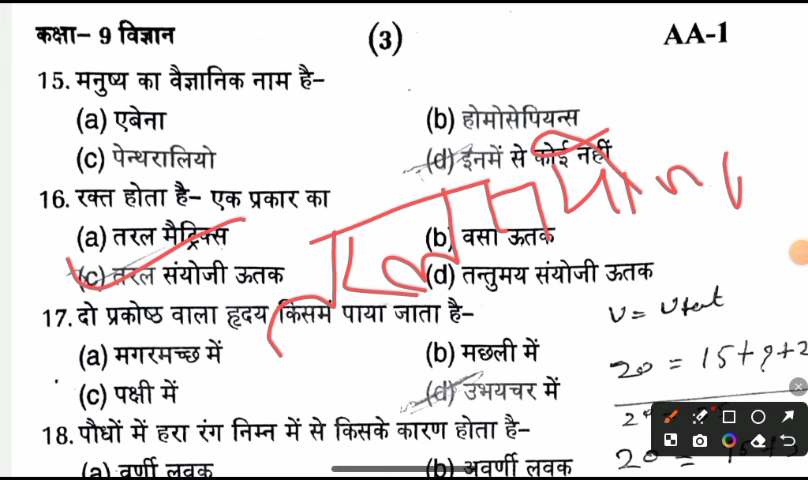 कक्षा- 9 विज्ञान (3) AA-1
15. मनुष्य का वैज्ञानिक नाम है-
(a) एबेना (b) होमोसेपियन्स
(c) पेन्थरालियो (d) इनमें से कोई नहीं
16. रक्त होता है- एक प्रकार का
(a) तरल मैट्रिक्स (b) वसा ऊतक
(c) तरल संयोजी ऊतक (d) तन्तुमय संयोजी ऊतक
17. दो प्रकोष्ठ वाला हृदय किसमें पाया जाता है-
(a) मगरमच्छ में (b) मछली में
(c) पक्षी में (d) उभयचर में
18. पौधों में हरा रंग निम्न में से किसके कारण होता है-
(a) वर्णी लवक (b) अवर्णी लवक